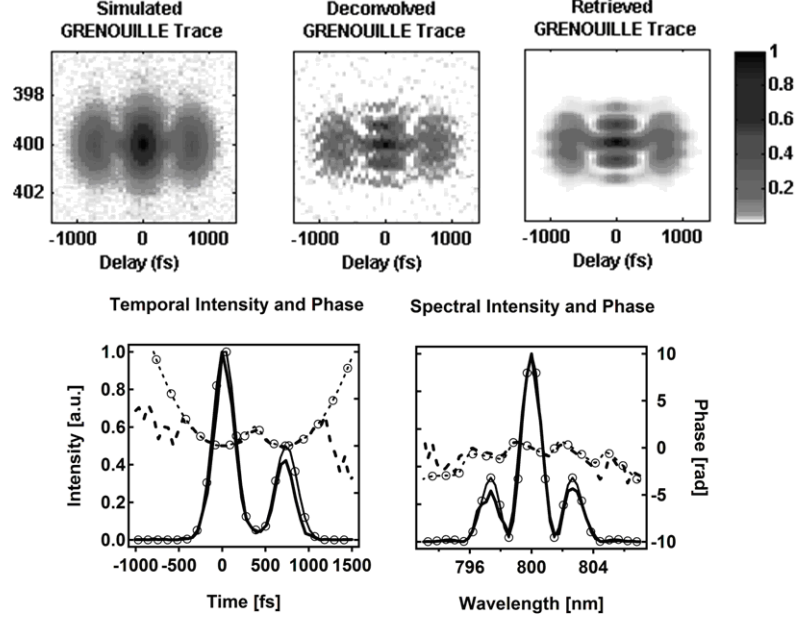 Simulated
GRENOUILLE Trace
Deconvolved
GRENOUILLE Trace
Retrieved
GRENOUILLE Trace
398
400
402
-1000 0 1000
Delay (fs)
-1000 0 1000
Delay (fs)
-1000 0 1000
Delay (fs)
1
0.8
0.6
0.4
0.2
Temporal Intensity and Phase
Intensity [a.u.]
1.0
0.8
0.6
0.4
0.2
0.0
-1000 -500 0 500 1000 1500
Time [fs]
Spectral Intensity and Phase
10
5
0
-5
-10
Phase [rad]
796 800 804
Wavelength [nm]